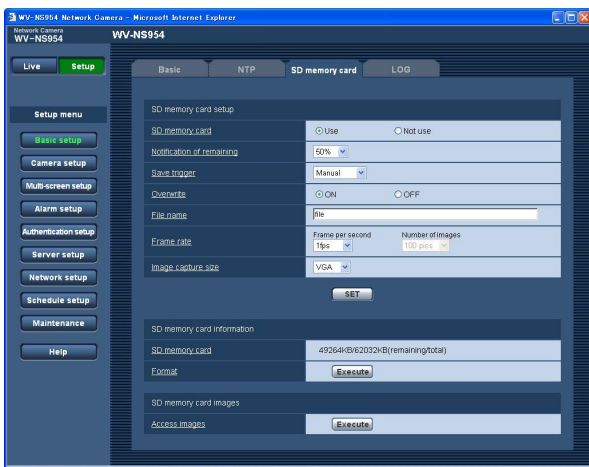 WV-NS954 Network Camera - Microsoft Internet Explorer
Network Camera
WV-NS954
WV-NS954
Live Setup
Basic NTP SD memory card LOG
Setup menu
Basic setup
Camera setup
Multi-screen setup
Alarm setup
Authentication setup
Server setup
Network setup
Schedule setup
Maintenance
Help
SD memory card setup
SD memory card Use Not use
Notification of remaining 50%
Save trigger Manual
Overwrite ON OFF
File name file
Frame rate
Frame per second Number of images
1fps 100 pics
Image capture size VGA
SET
SD memory card information
SD memory card 49264KB/62032KB(remaining/total)
Format Execute
SD memory card images
Access images Execute